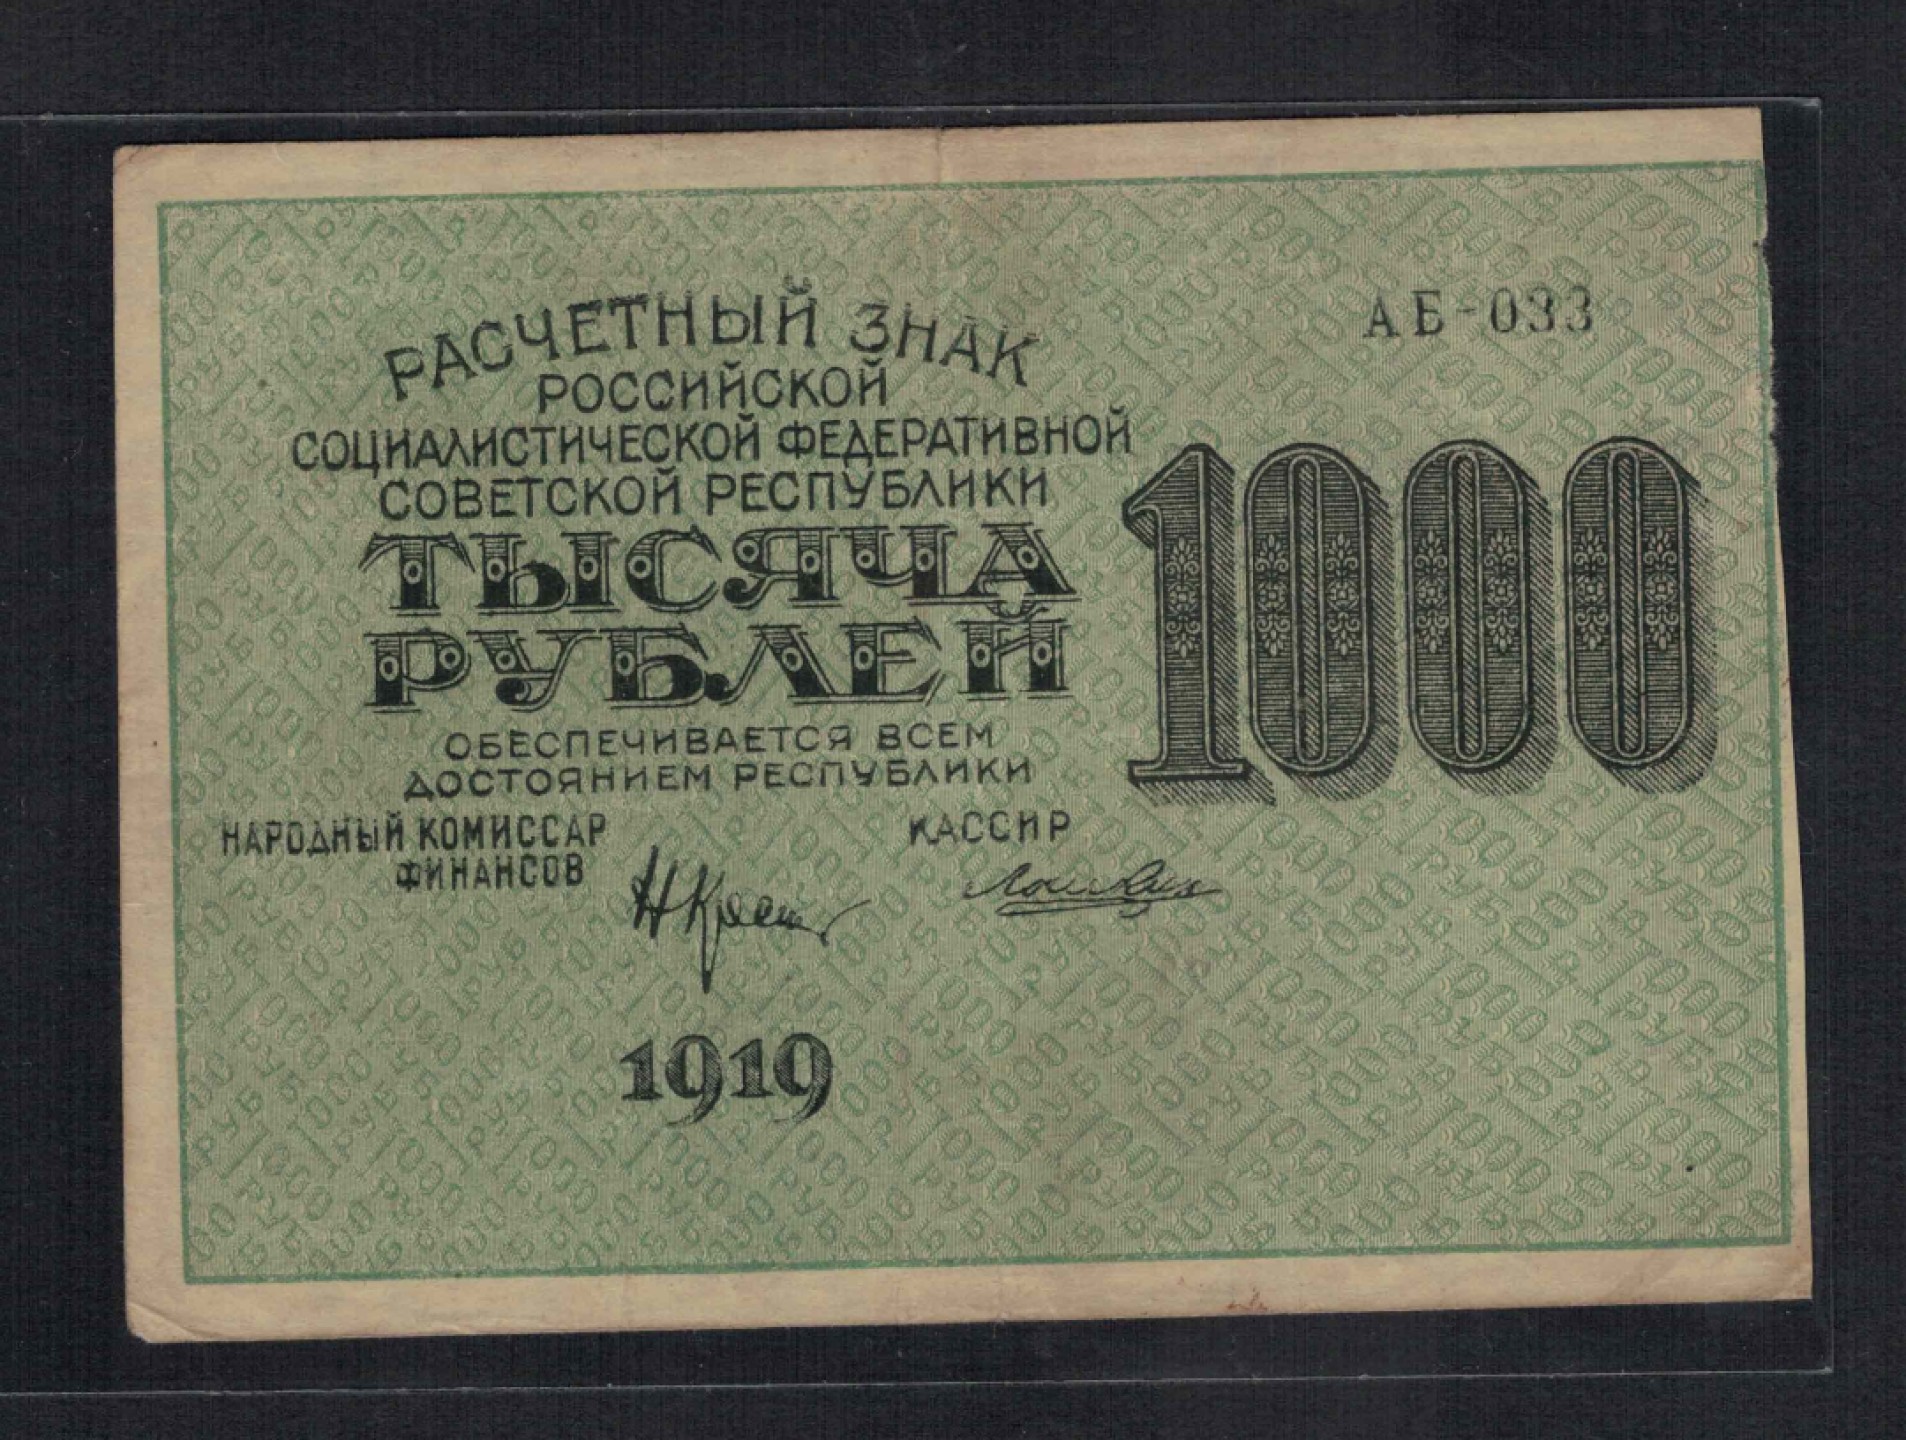 РАСЧЕТНЫЙ ЗНАК
АБ-033
РОССИЙСКОЙ
СОЦИАЛИСТИЧЕСКОЙ ФЕДЕРАТИВНОЙ
СОВЕТСКОЙ РЕСПУБЛИКИ
ТЫСЯЧА
РУБЛЕЙ
1000
ОБЕСПЕЧИВАЕТСЯ ВСЕМ
ДОСТОЯНИЕМ РЕСПУБЛИКИ
НАРОДНЫЙ КОМИССАР
ФИНАНСОВ
КАССИР
1919